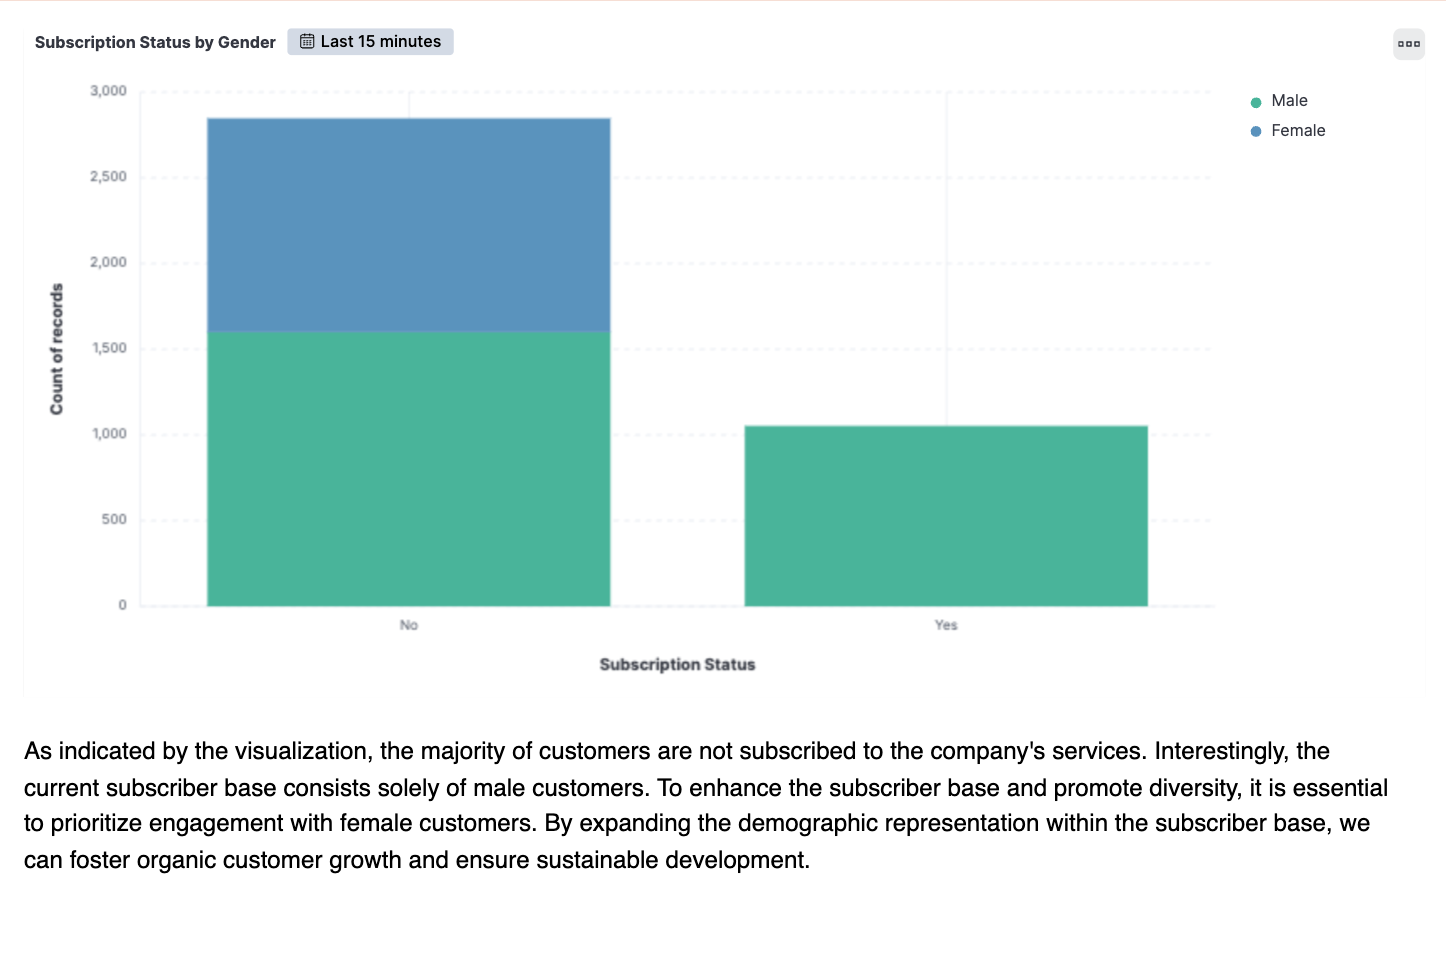 Subscription Status by Gender Last 15 minutes
3,000
2,500
2,000
1,500
1,000
500
0
Count of records
No
Yes
Subscription Status
Male
Female
As indicated by the visualization, the majority of customers are not subscribed to the company's services. Interestingly, the
current subscriber base consists solely of male customers. To enhance the subscriber base and promote diversity, it is essential
to prioritize engagement with female customers. By expanding the demographic representation within the subscriber base, we
can foster organic customer growth and ensure sustainable development.